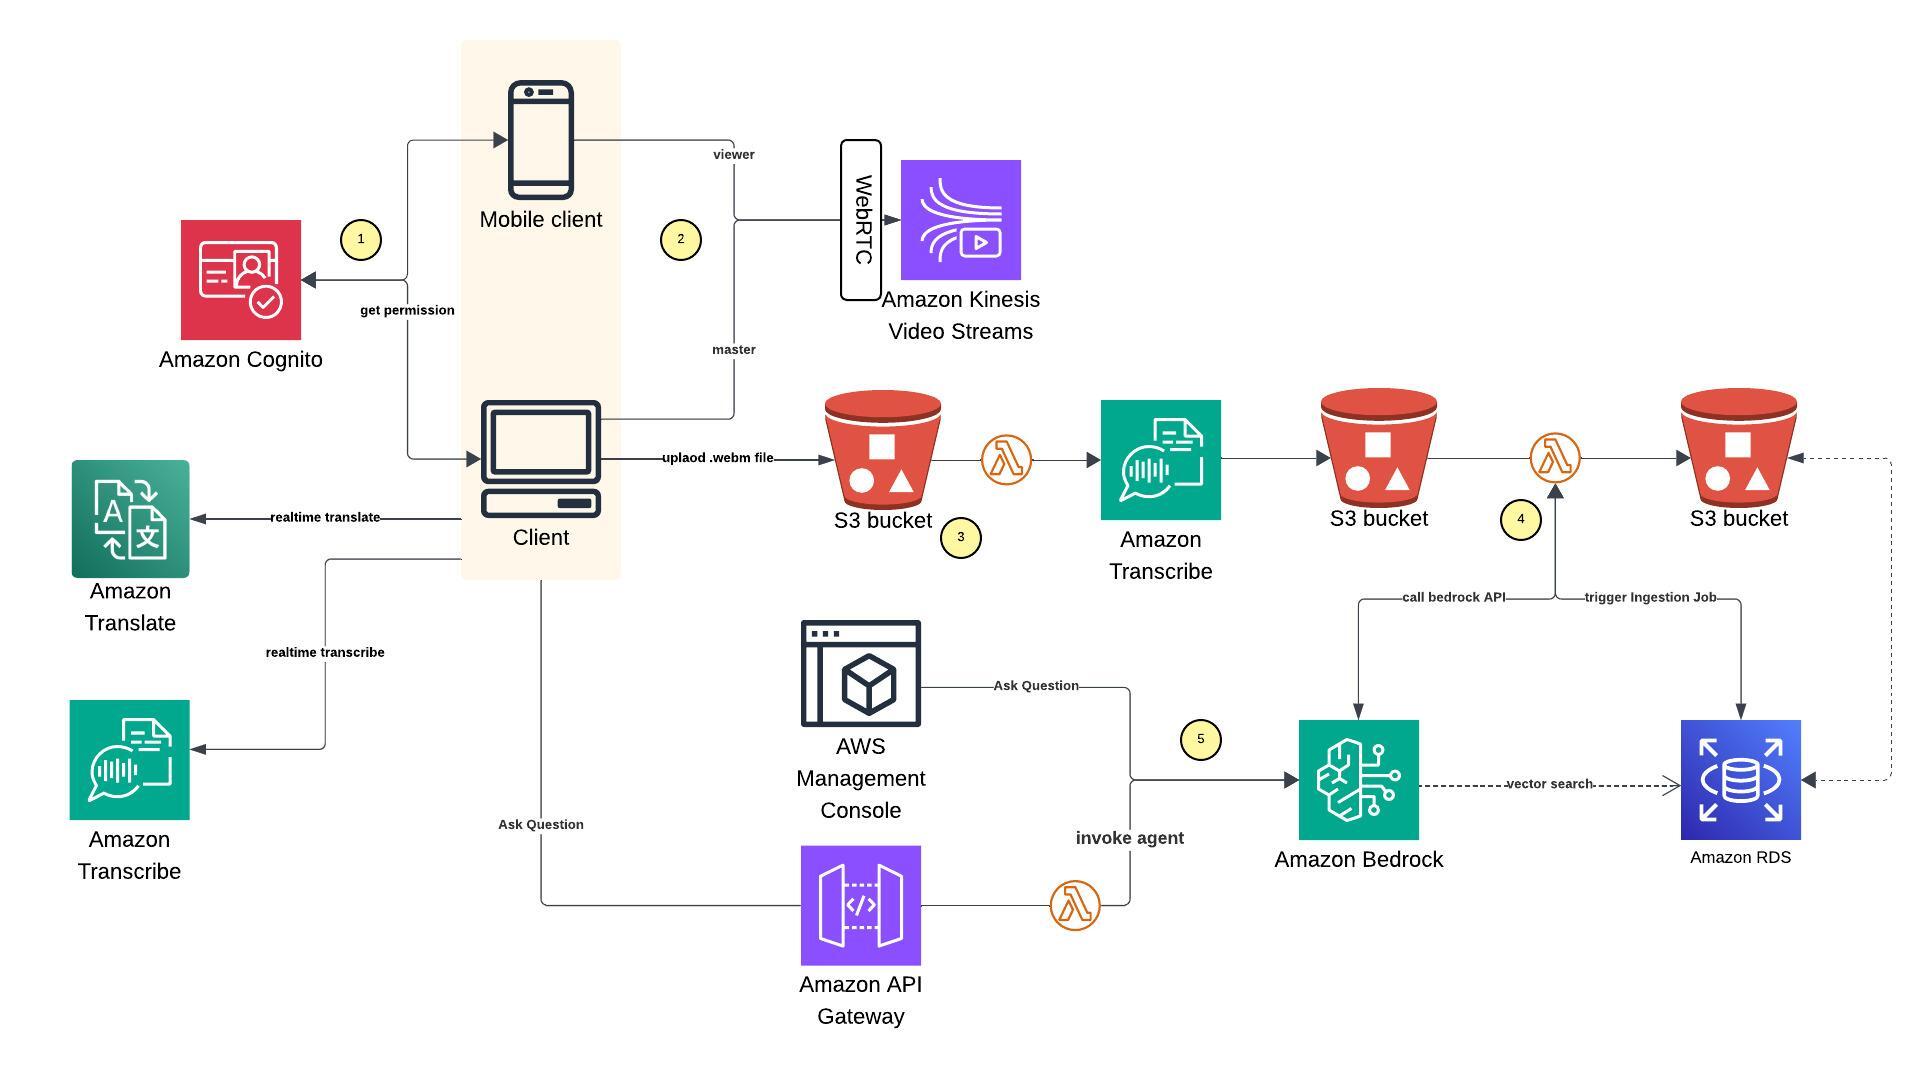 Mobile client
viewer
WebRTC
1
2
get permission
Amazon Cognito
Amazon Kinesis
Video Streams
master
uplaod .webm file
Client
S3 bucket
3
Amazon
Transcribe
S3 bucket
4
S3 bucket
realtime translate
A
文
Amazon
Translate
realtime transcribe
Amazon
Transcribe
call bedrock API
trigger Ingestion Job
Ask Question
AWS
Management
Console
5
vector search
Ask Question
invoke agent
Amazon Bedrock
Amazon RDS
</>
Amazon API
Gateway